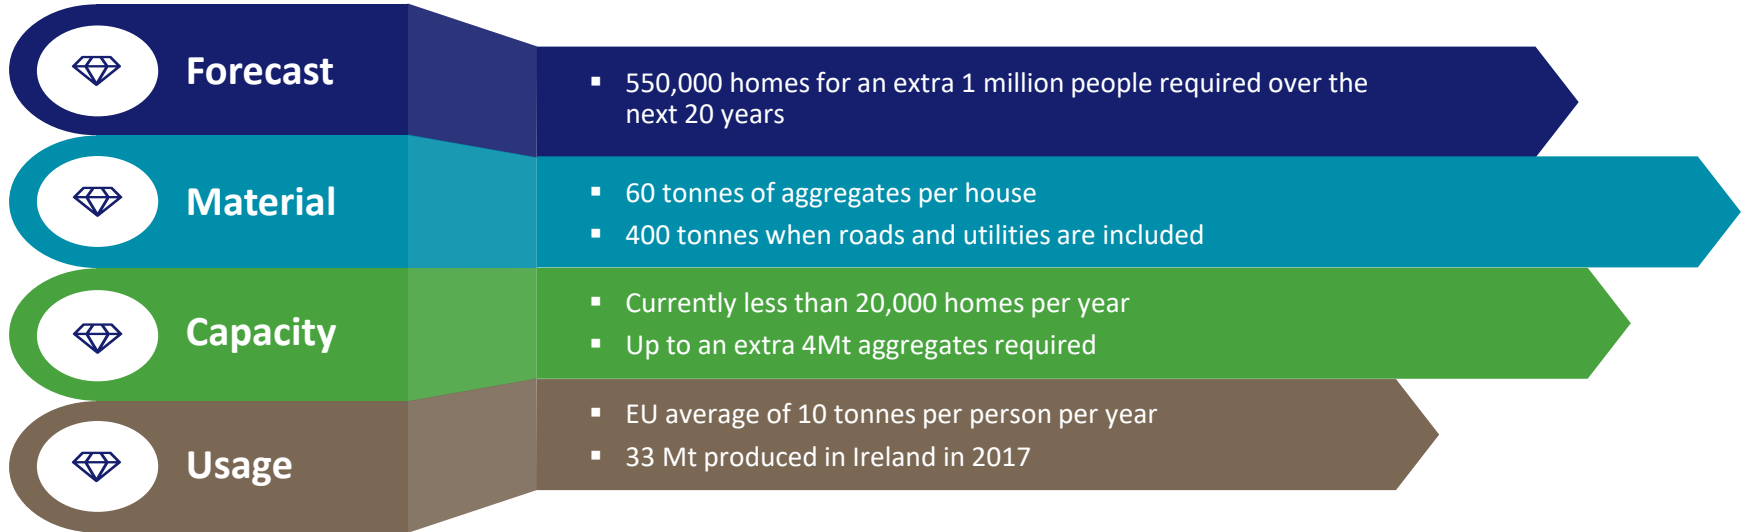 Forecast
▪ 550,000 homes for an extra 1 million people required over the
next 20 years
Material
▪ 60 tonnes of aggregates per house
▪ 400 tonnes when roads and utilities are included
Capacity
▪ Currently less than 20,000 homes per year
▪ Up to an extra 4Mt aggregates required
Usage
▪ EU average of 10 tonnes per person per year
▪ 33 Mt produced in Ireland in 2017